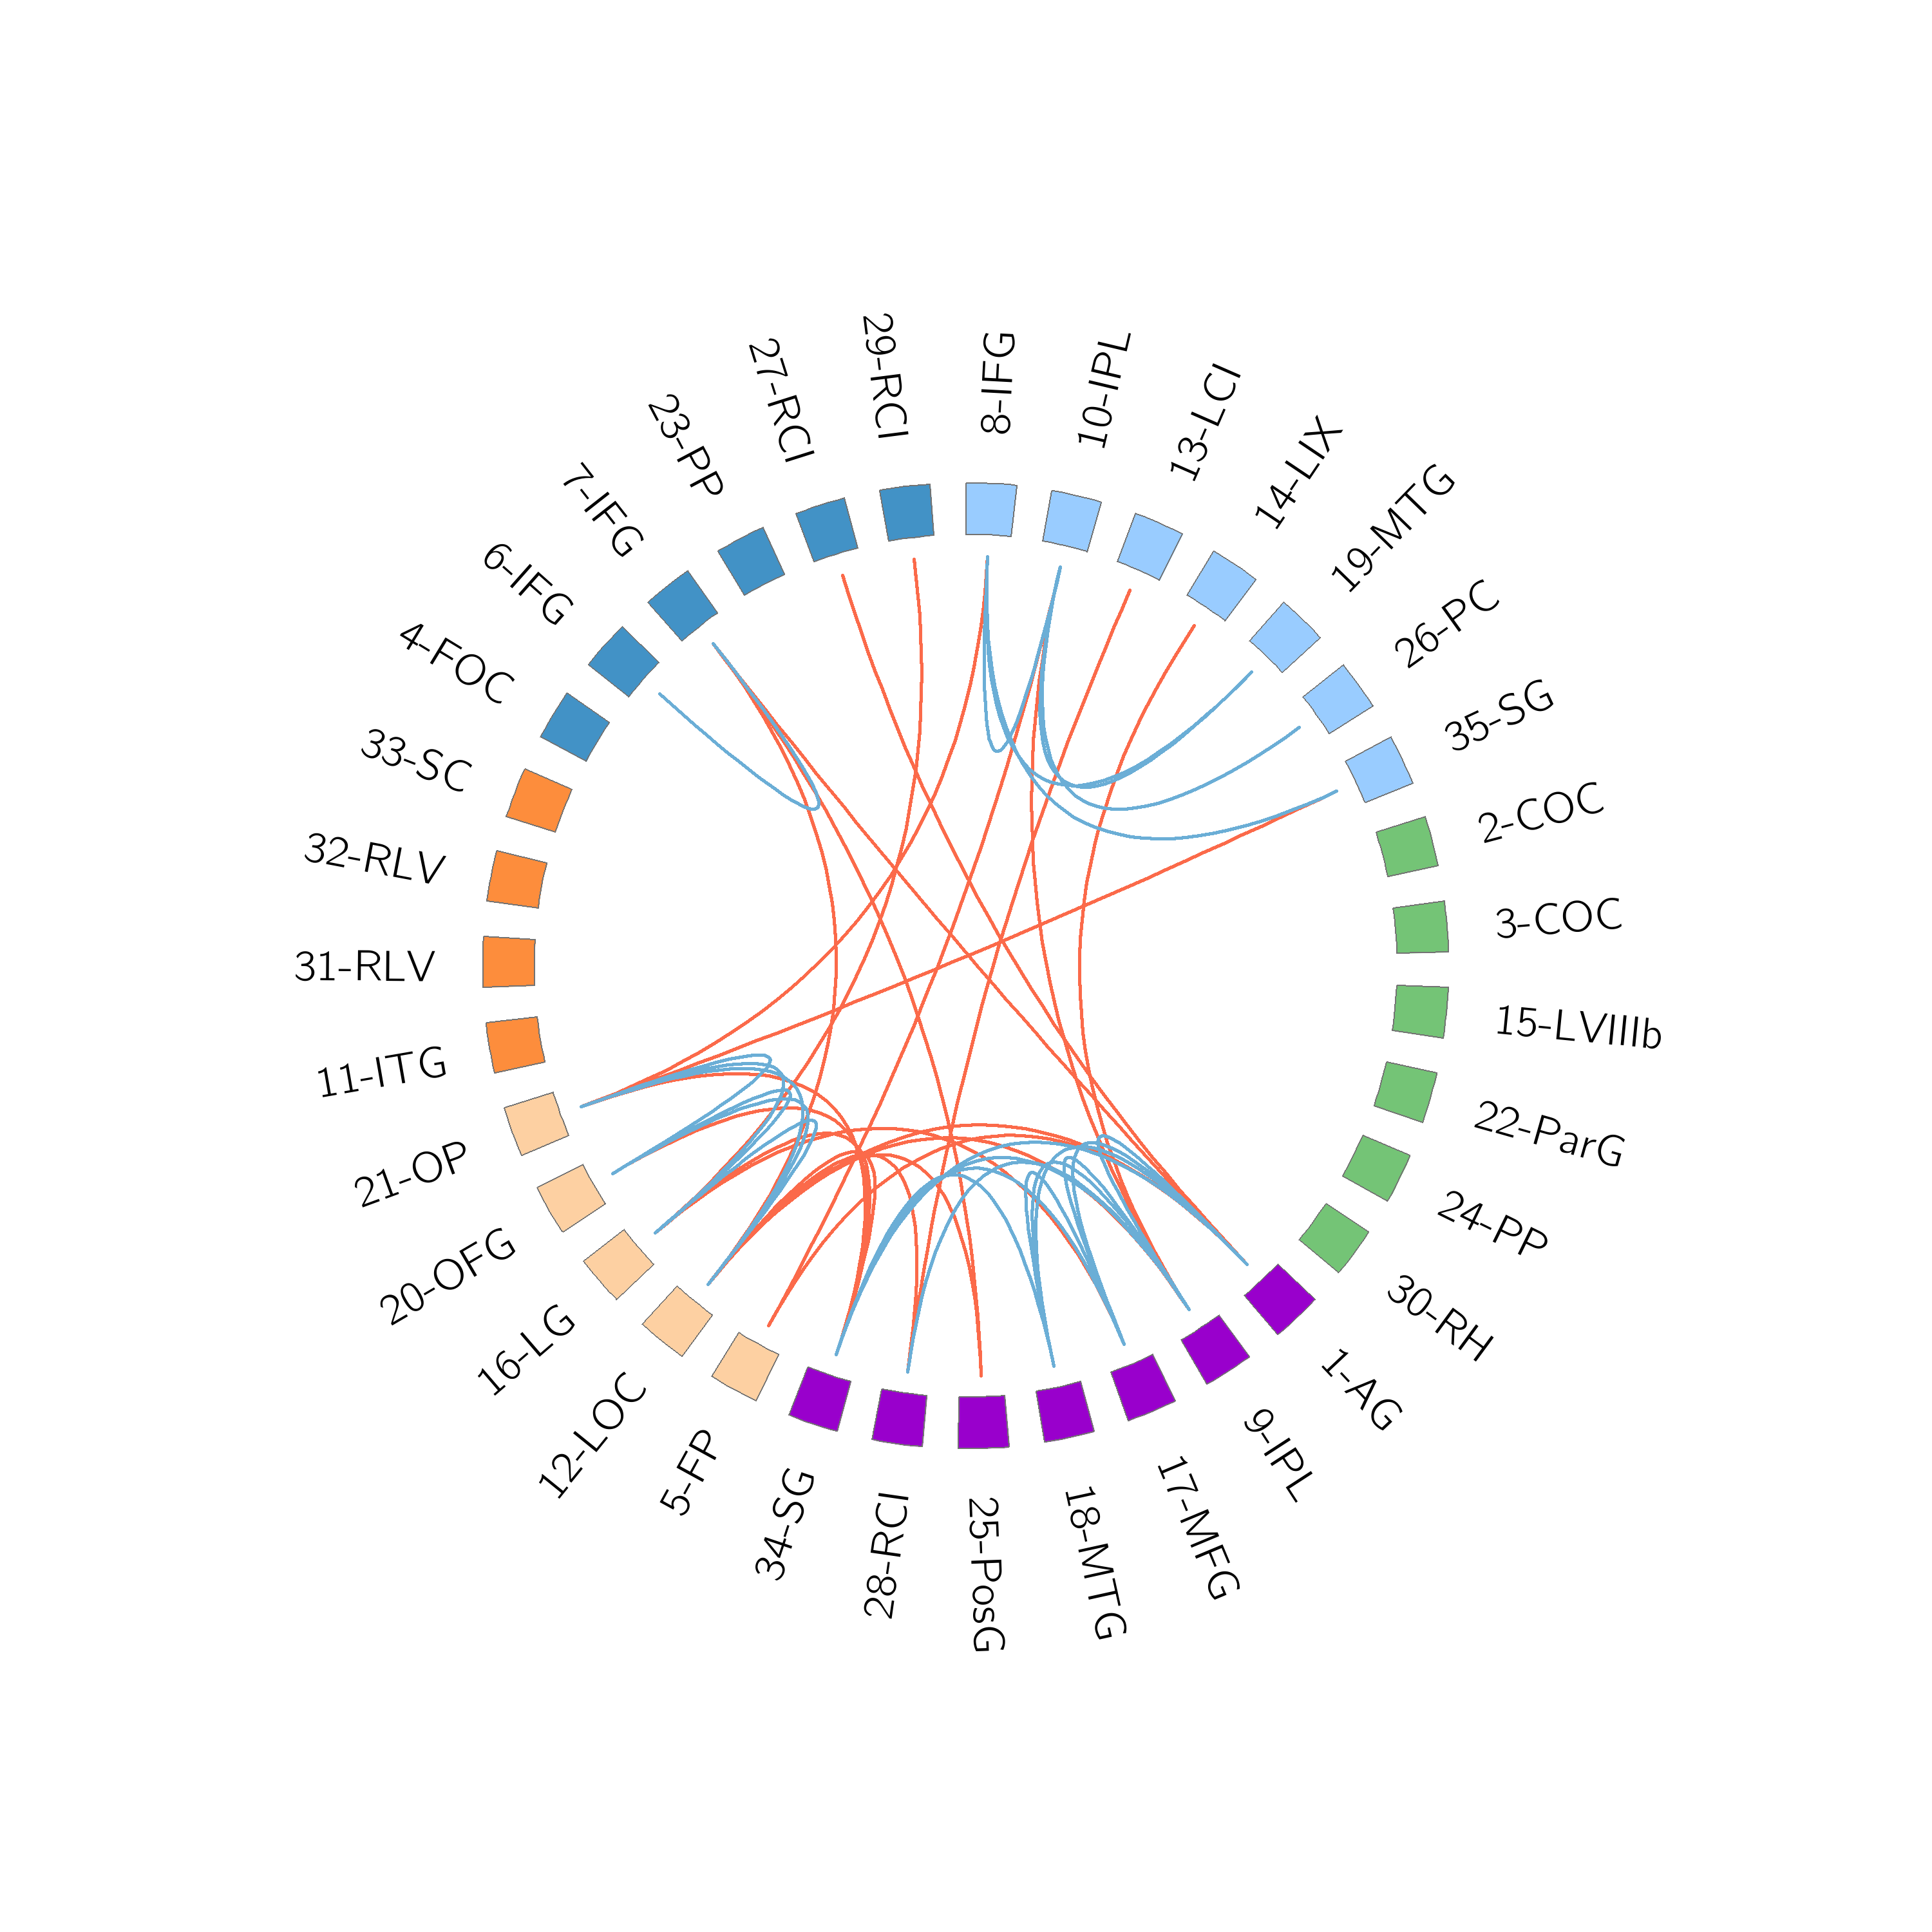 8-IFG
10-IPL
13-LCI
14-LIX
19-MTG
26-PC
35-SG
2-COC
3-COC
15-LVIIIb
22-ParG
24-PP
30-RH
1-AG
9-IPL
17-MFG
18-MTG
25-PosG
28-RCI
34-SG
5-FP
12-LOC
16-LG
20-OFG
21-OP
11-ITG
31-RLV
32-RLV
33-SC
4-FOC
6-IFG
7-IFG
23-PP
27-RCI
29-RCI